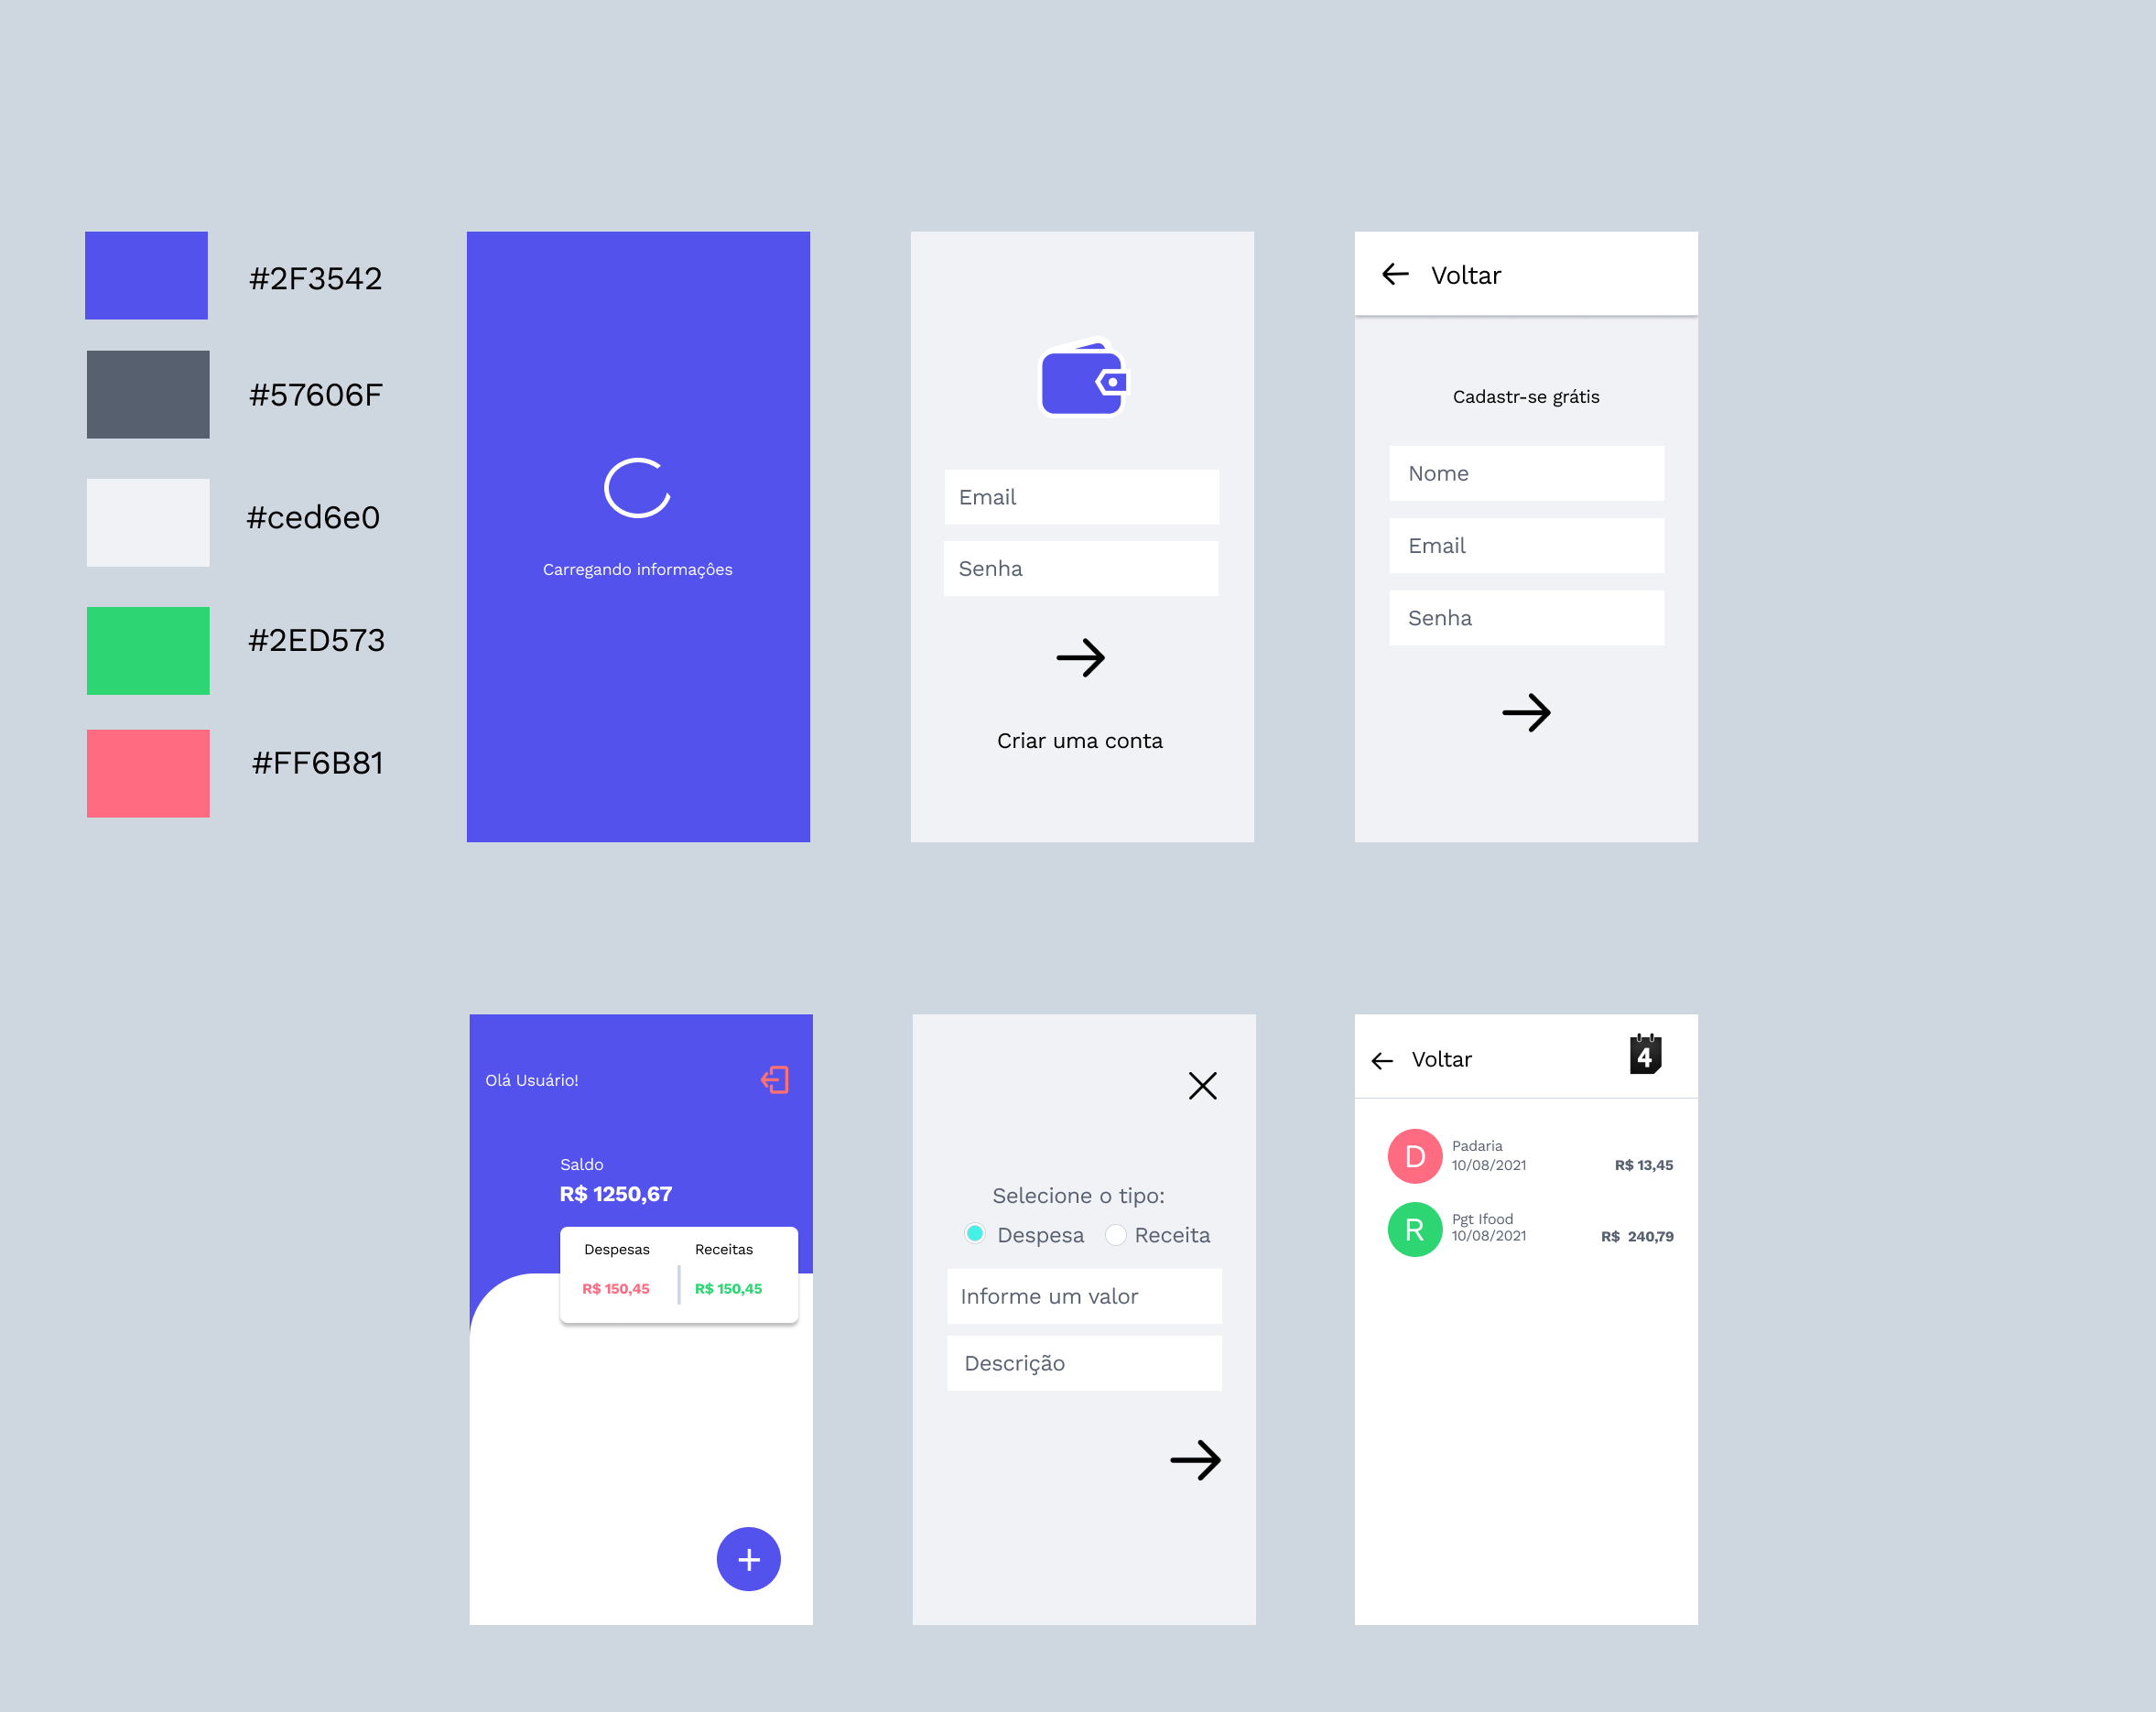 #2F3542
#57606F
#ced6e0
#2ED573
#FF6B81
Carregando informaçôes
Email
Senha
Criar uma conta
Voltar
Cadastr-se grátis
Nome
Email
Senha
Olá Usuário!
Saldo
R$ 1250,67
Despesas Receitas
R$ 150,45 R$ 150,45
+
Selecione o tipo:
Despesa Receita
Informe um valor
Descrição
Voltar 4
D Padaria
10/08/2021 R$ 13,45
R Pgt Ifood
10/08/2021 R$ 240,79